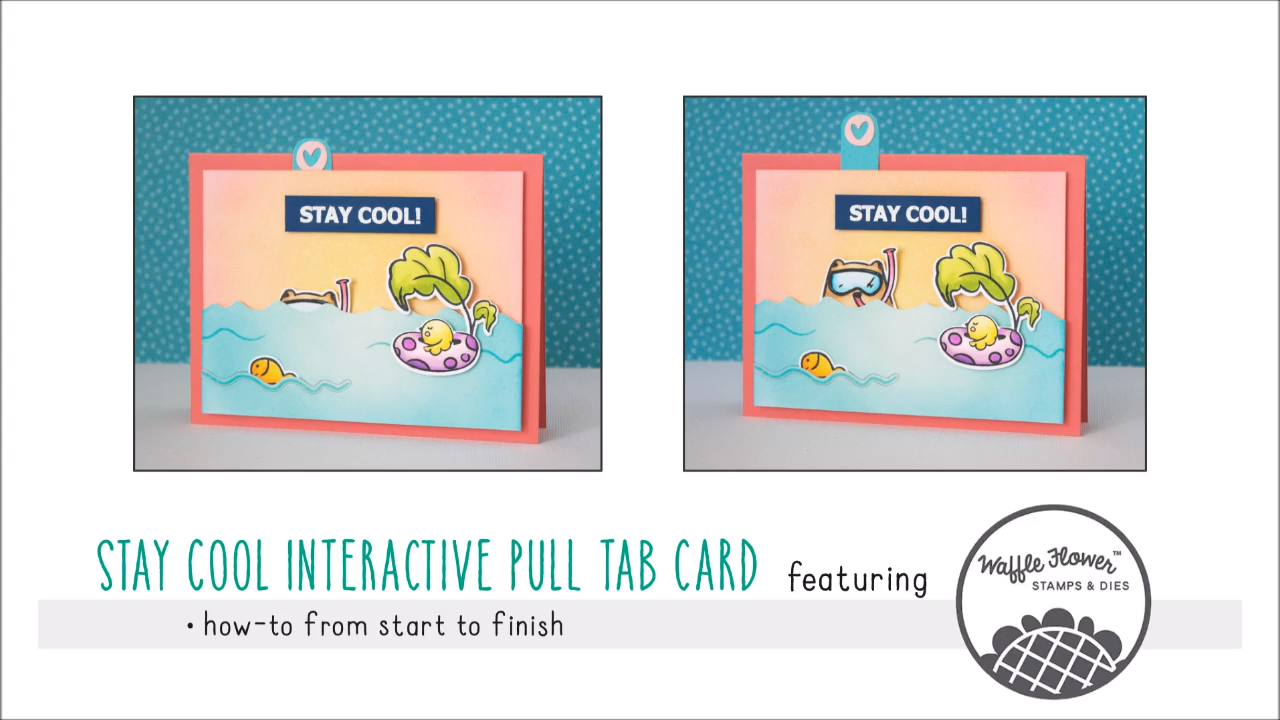 STAY COOL!
STAY COOL!
STAY COOL INTERACTIVE PULL TAB CARD featuring
• how-to from start to finish
Waffle Flower™
STAMPS & DIES